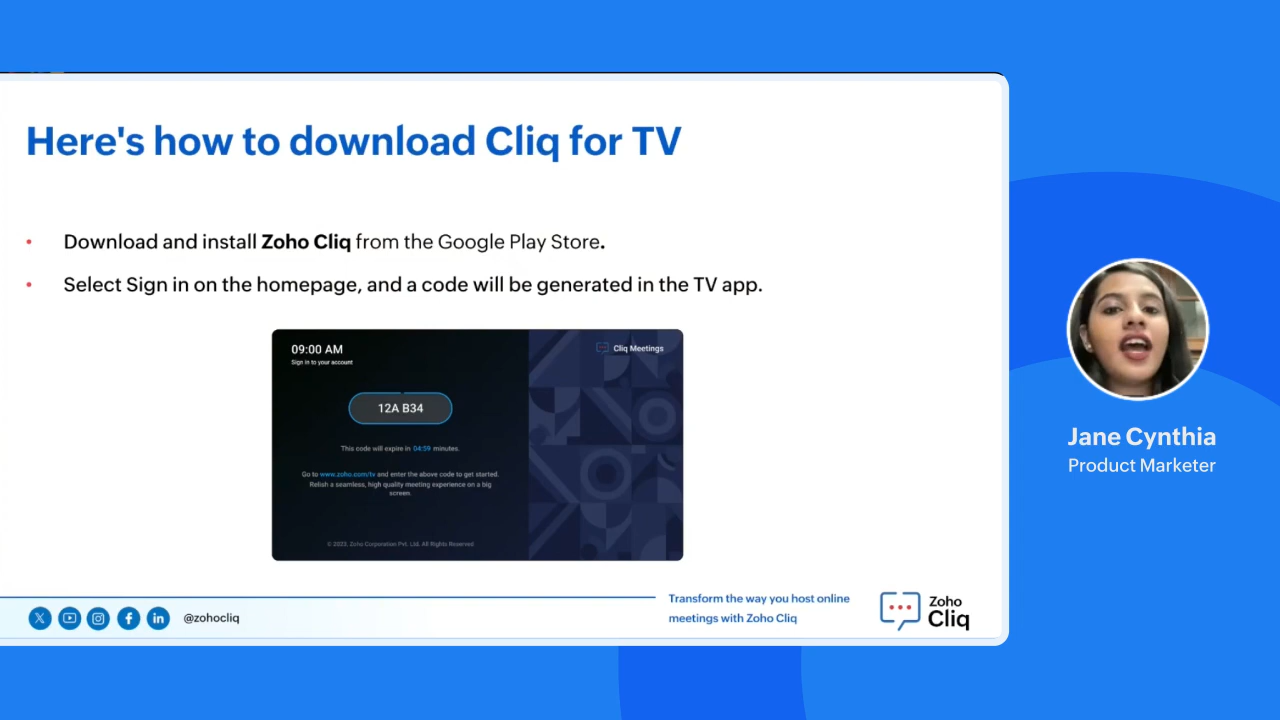 Here's how to download Cliq for TV
• Download and install Zoho Cliq from the Google Play Store.
• Select Sign in on the homepage, and a code will be generated in the TV app.
09:00 AM
Sign in to your account
Cliq Meetings
12A B34
This code will expire in 04:59 minutes.
Go to www.zoho.com/tv and enter the above code to get started.
Relish a seamless, high quality meeting experience on a big
screen.
© 2023, Zoho Corporation Pvt. Ltd. All Rights Reserved
Jane Cynthia
Product Marketer
@zohocliq
Transform the way you host online
meetings with Zoho Cliq
Zoho
Cliq